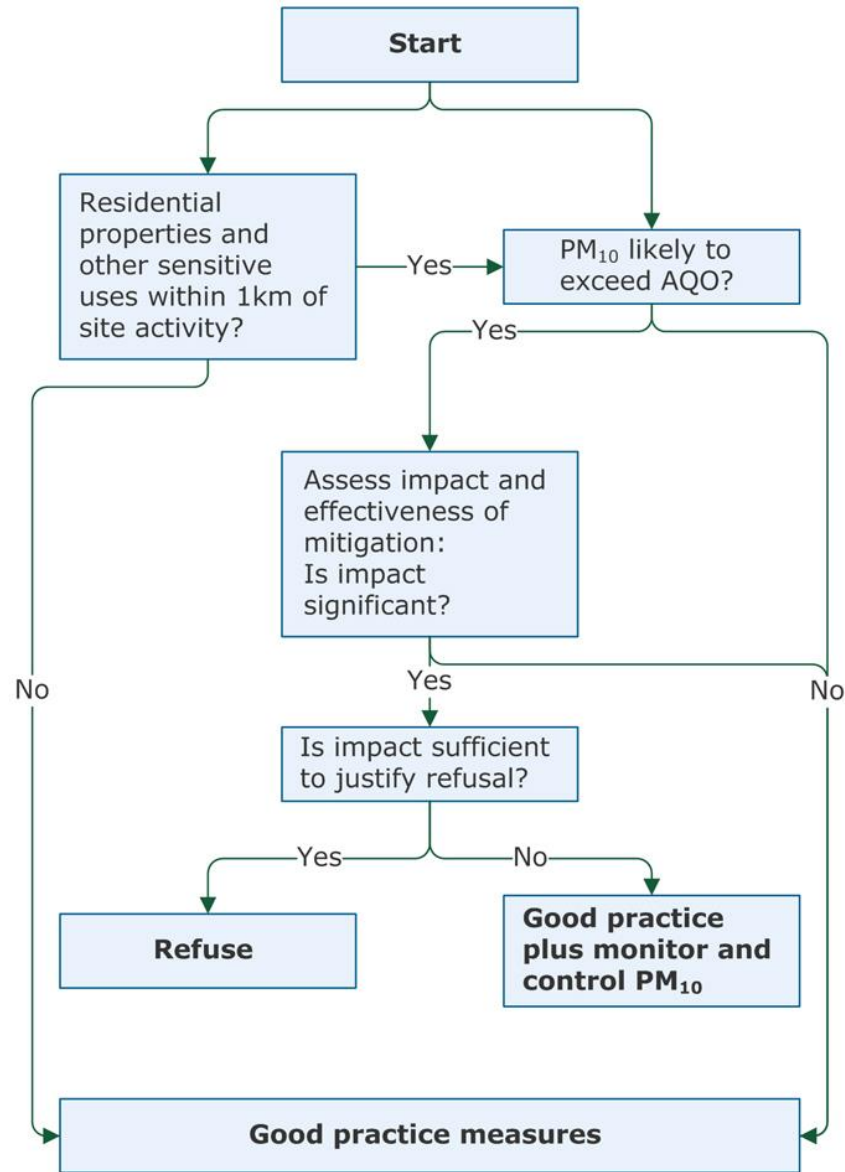 Start
Residential
properties and
other sensitive
uses within 1km of
site activity?
Yes
PM₁₀ likely to
exceed AQO?
Yes
Assess impact and
effectiveness of
mitigation:
Is impact
significant?
No
Yes
No
Is impact sufficient
to justify refusal?
Yes
No
Refuse
Good practice
plus monitor and
control PM₁₀
Good practice measures